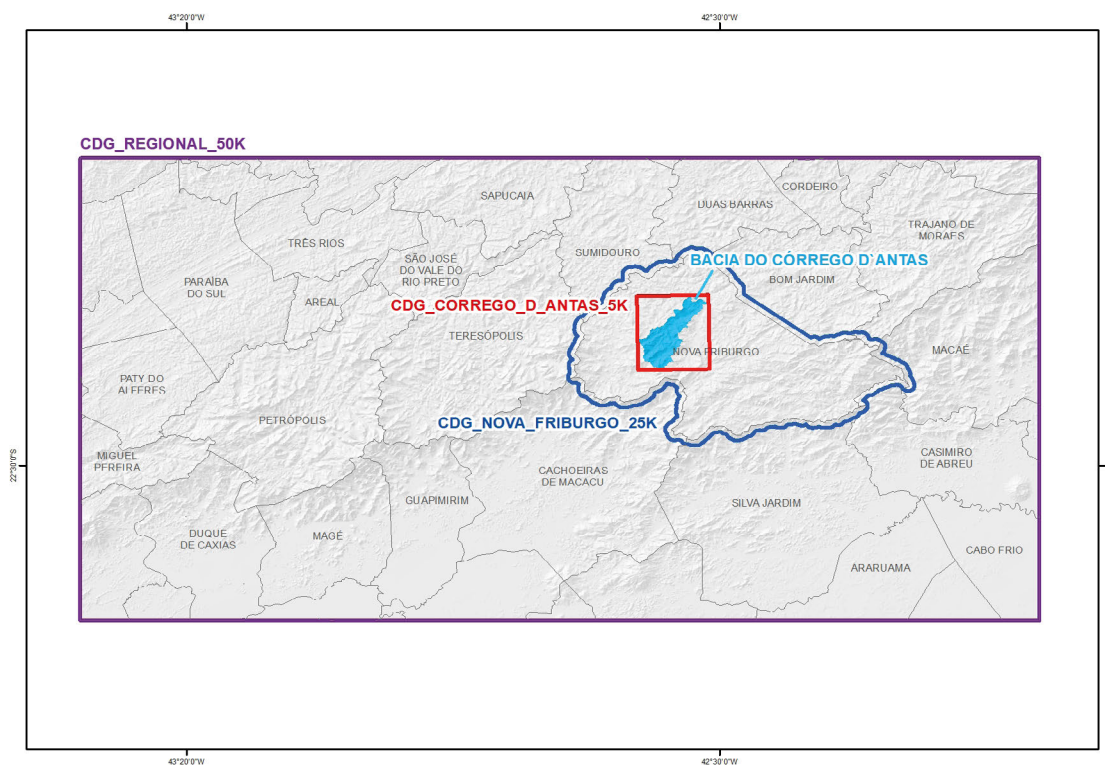 43°20'0"W
42°30'0"W
CDG_REGIONAL_50K
SAPUCAIA
CORDEIRO
DUAS BARRAS
TRAJANO DE
MORAES
TRÊS RIOS
SUMIDOURO
SÃO JOSÉ
DO VALE DO
RIO PRETO
BACIA DO CÓRREGO D`ANTAS
BOM JARDIM
PARAÍBA
DO SUL
AREAL
CDG_CORREGO_D_ANTAS_5K
TERESÓPOLIS
NOVA FRIBURGO
MACAÉ
PATY DO
ALFERES
PETRÓPOLIS
CDG_NOVA_FRIBURGO_25K
MIGUEL
PEREIRA
22°30'0"S
CACHOEIRAS
DE MACACU
CASIMIRO
DE ABREU
GUAPIMIRIM
SILVA JARDIM
DUQUE
DE CAXIAS
MAGÉ
CABO FRIO
ARARUAMA
43°20'0"W
42°30'0"W